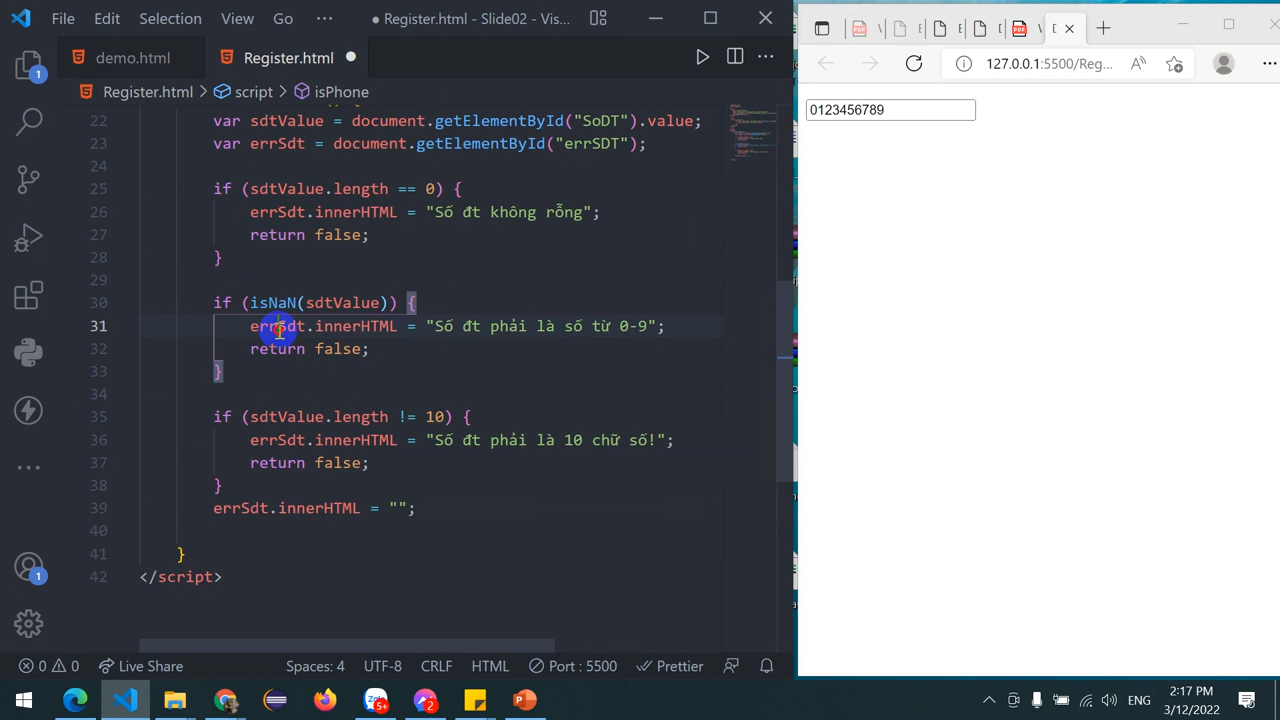 File Edit Selection View Go ··· ● Register.html - Slide02 - Vis...
demo.html Register.html
Register.html > script > isPhone
22 var sdtValue = document.getElementById("SoDT").value;
23 var errSdt = document.getElementById("errSDT");
24
25 if (sdtValue.length == 0) {
26 errSdt.innerHTML = "Số đt không rỗng";
27 return false;
28 }
29
30 if (isNaN(sdtValue)) {
31 errSdt.innerHTML = "Số đt phải là số từ 0-9";
32 return false;
33 }
34
35 if (sdtValue.length != 10) {
36 errSdt.innerHTML = "Số đt phải là 10 chữ số!";
37 return false;
38 }
39 errSdt.innerHTML = "";
40
41 }
42 </script>
1
1
0 0 Live Share Spaces: 4 UTF-8 CRLF HTML Port : 5500 Prettier
127.0.0.1:5500/Reg...
0123456789
5+ 2
ENG 2:17 PM
3/12/2022